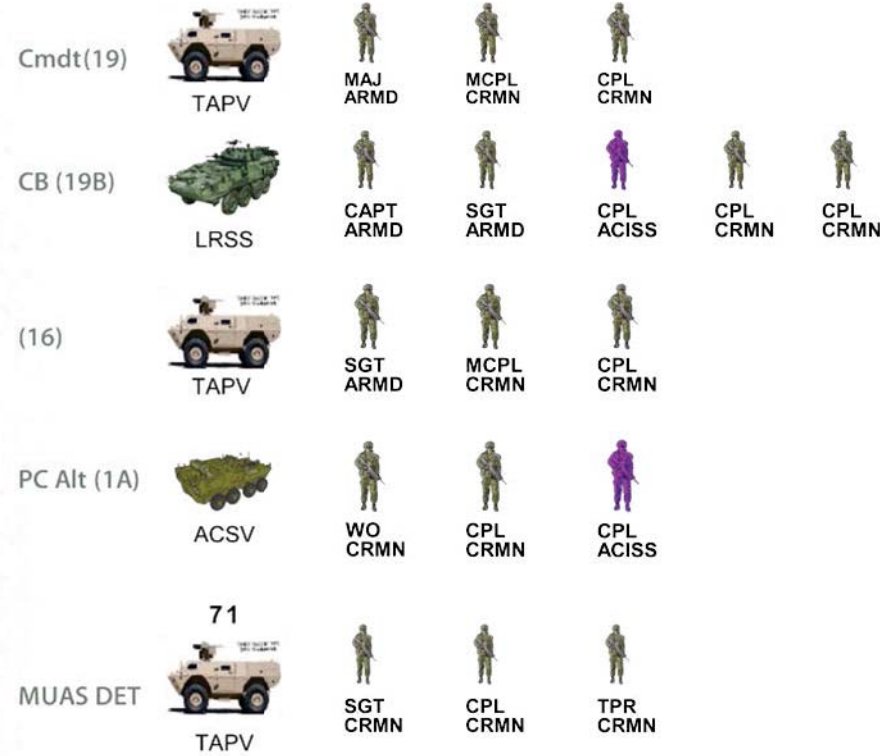 Cmdt(19)
TAPV
MAJ ARMD
MCPL CRMN
CPL CRMN
CB (19B)
LRSS
CAPT ARMD
SGT ARMD
CPL ACISS
CPL CRMN
CPL CRMN
(16)
TAPV
SGT ARMD
MCPL CRMN
CPL CRMN
PC Alt (1A)
ACSV
WO CRMN
CPL CRMN
CPL ACISS
71
MUAS DET
TAPV
SGT CRMN
CPL CRMN
TPR CRMN